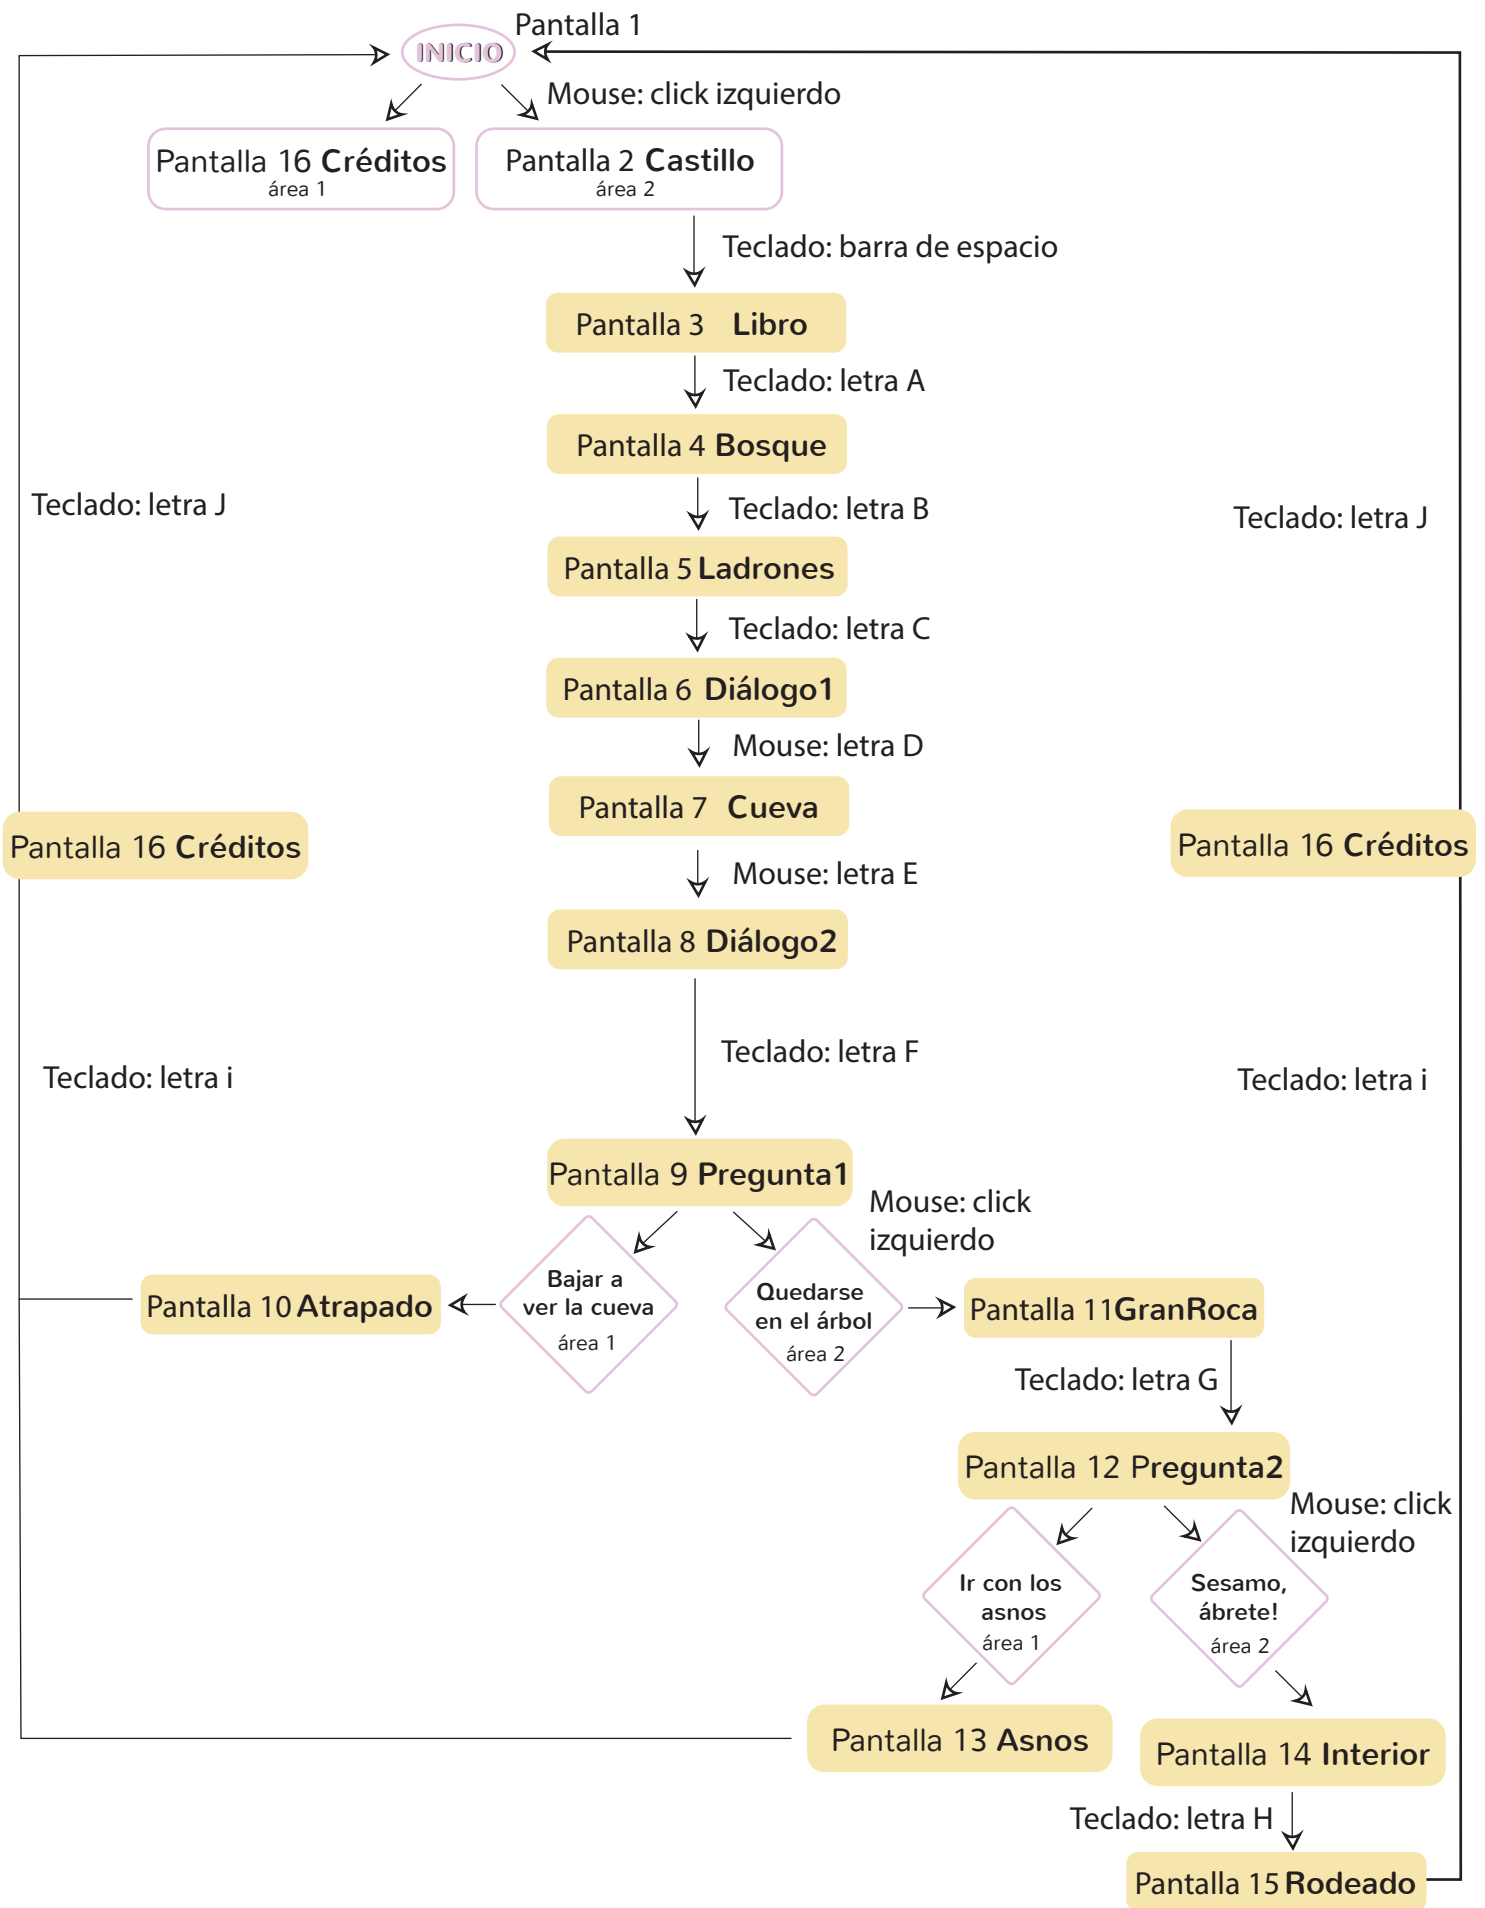 Pantalla 1
INICIO
Mouse: click izquierdo
Pantalla 16 Créditos
área 1
Pantalla 2 Castillo
área 2
Teclado: barra de espacio
Pantalla 3 Libro
Teclado: letra A
Pantalla 4 Bosque
Teclado: letra J
Teclado: letra B
Teclado: letra J
Pantalla 5 Ladrones
Teclado: letra C
Pantalla 6 Diálogo1
Mouse: letra D
Pantalla 7 Cueva
Pantalla 16 Créditos
Pantalla 16 Créditos
Mouse: letra E
Pantalla 8 Diálogo2
Teclado: letra F
Teclado: letra i
Teclado: letra i
Pantalla 9 Pregunta1
Mouse: click
izquierdo
Bajar a
ver la cueva
área 1
Quedarse
en el árbol
área 2
Pantalla 10 Atrapado
Pantalla 11 GranRoca
Teclado: letra G
Pantalla 12 Pregunta2
Mouse: click
izquierdo
Ir con los
asnos
área 1
Sesamo,
ábrete!
área 2
Pantalla 13 Asnos
Pantalla 14 Interior
Teclado: letra H
Pantalla 15 Rodeado